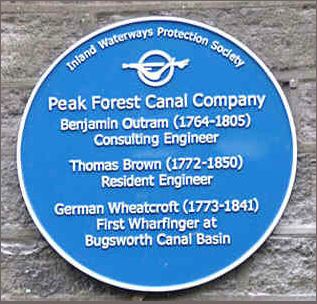 Inland Waterways Protection Society
Peak Forest Canal Company
Benjamin Outram (1764-1805)
Consulting Engineer
Thomas Brown (1772-1850)
Resident Engineer
German Wheatcroft (1773-1841)
First Wharfinger at
Bugsworth Canal Basin